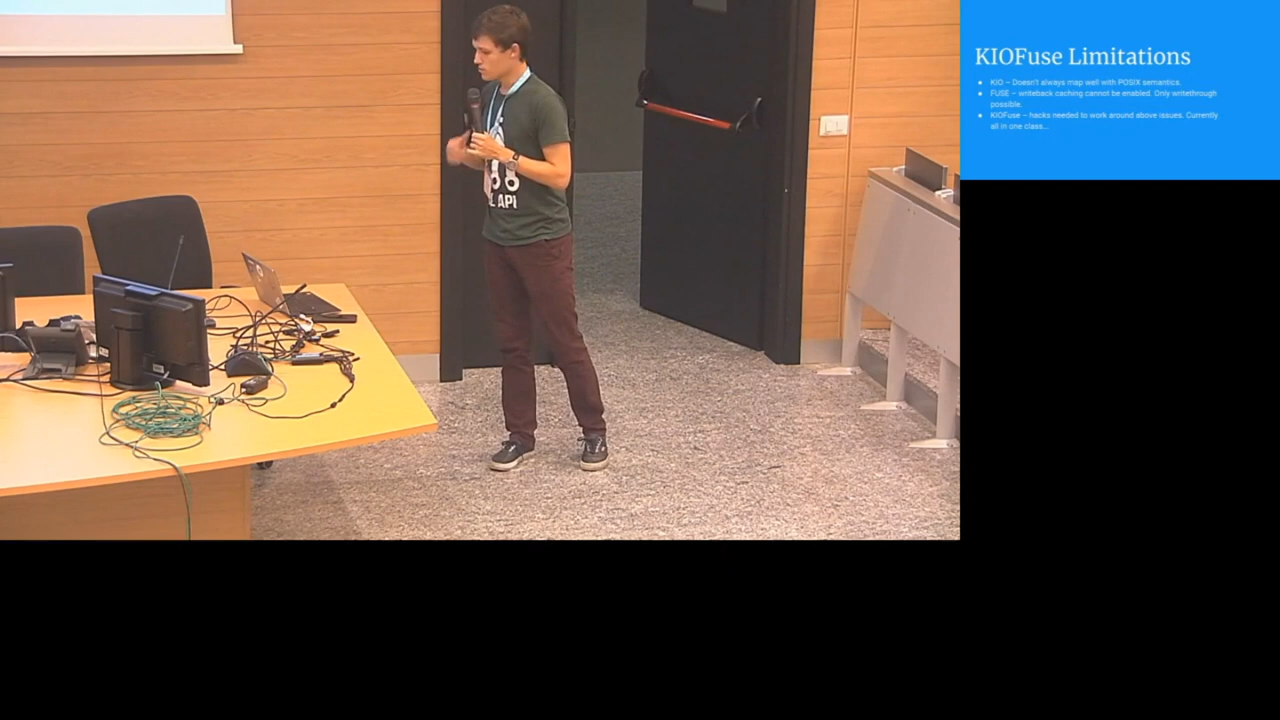 L API
KIOFuse Limitations
● KIO – Doesn't always map well with POSIX semantics.
● FUSE – writeback caching cannot be enabled. Only writethrough
possible.
● KIOFuse – hacks needed to work around above issues. Currently
all in one class...